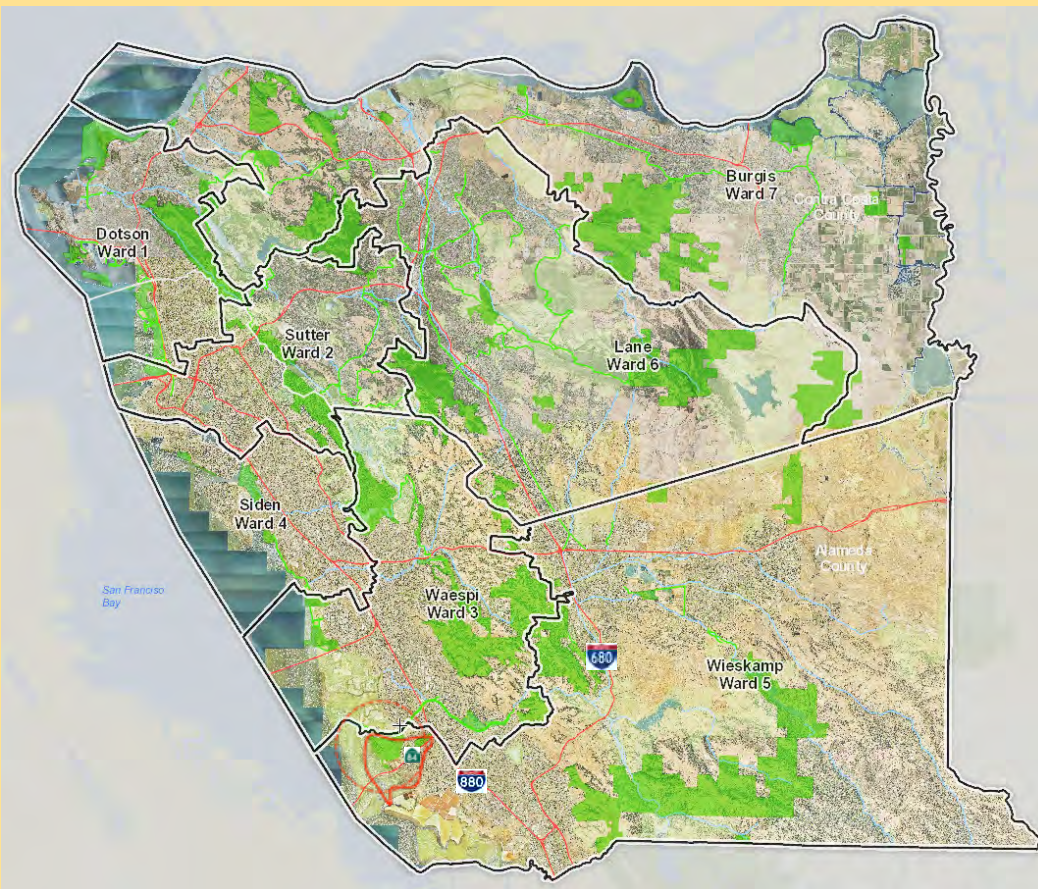 Burgis
Ward 7
Contra Costa
County
Dotson
Ward 1
Sutter
Ward 2
Lane
Ward 6
Siden
Ward 4
Alameda
County
San Franciso
Bay
Waespi
Ward 3
680
Wieskamp
Ward 5
84
880